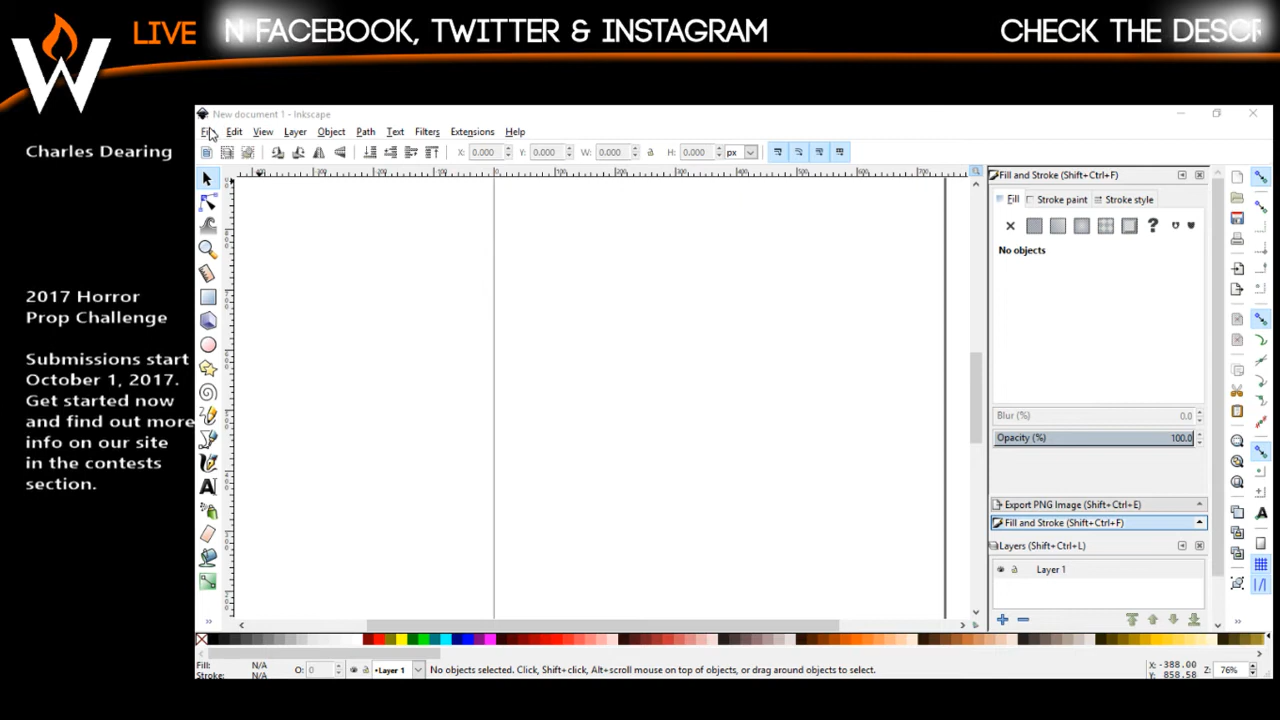 LIVE N FACEBOOK, TWITTER & INSTAGRAM CHECK THE DESCR
W
Charles Dearing
2017 Horror
Prop Challenge
Submissions start
October 1, 2017.
Get started now
and find out more
info on our site
in the contests
section.
New document 1 - Inkscape
Edit View Layer Object Path Text Filters Extensions Help
X: 0.000 Y: 0.000 W: 0.000 H: 0.000 px
Fill and Stroke (Shift+Ctrl+F)
Fill Stroke paint Stroke style
No objects
Blur (%) 0.0
Opacity (%) 100.0
Export PNG Image (Shift+Ctrl+E)
Fill and Stroke (Shift+Ctrl+F)
Layers (Shift+Ctrl+L)
Layer 1
Fill: N/A
Stroke: N/A
O: 0
Layer 1
No objects selected. Click, Shift+click, Alt+scroll mouse on top of objects, or drag around objects to select.
X: -388.00
Y: 858.58
Z: 76%